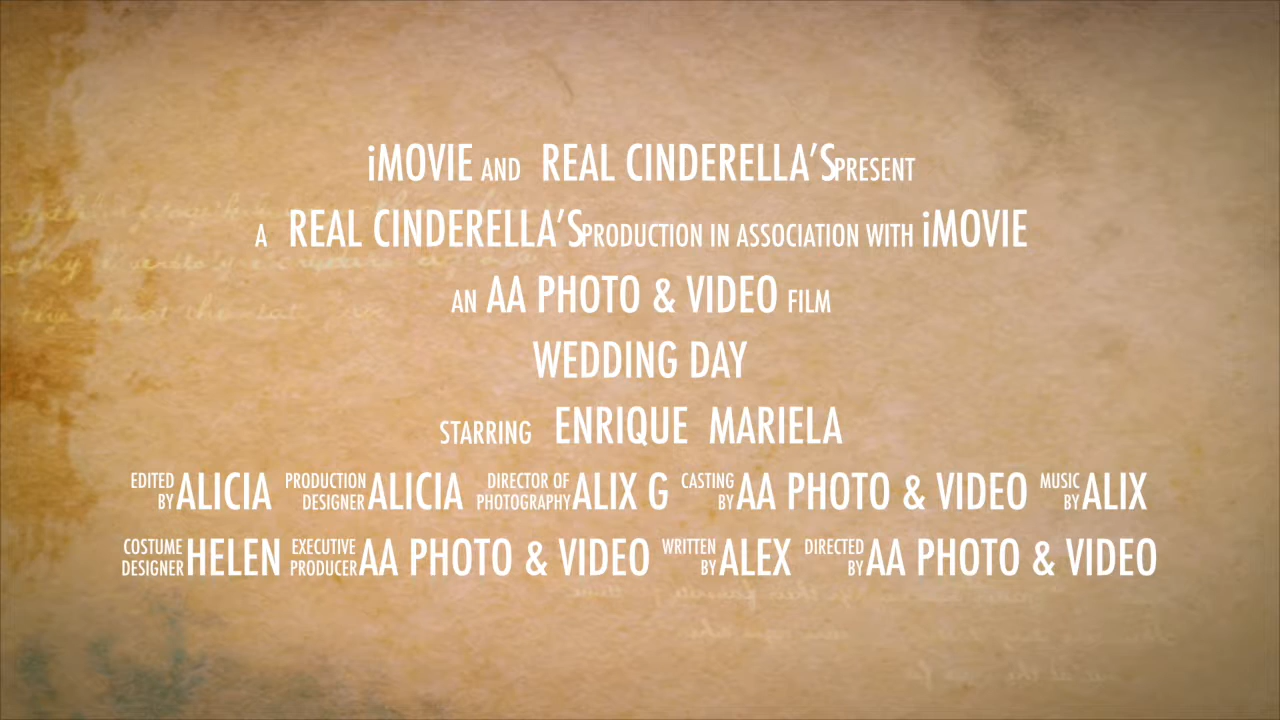 iMOVIE AND REAL CINDERELLA'S PRESENT
A REAL CINDERELLA'S PRODUCTION IN ASSOCIATION WITH iMOVIE
AN AA PHOTO & VIDEO FILM
WEDDING DAY
STARRING ENRIQUE MARIELA
EDITED BY ALICIA PRODUCTION DESIGNER ALICIA DIRECTOR OF PHOTOGRAPHY ALIX G CASTING BY AA PHOTO & VIDEO MUSIC BY ALIX
COSTUME DESIGNER HELEN EXECUTIVE PRODUCER AA PHOTO & VIDEO WRITTEN BY ALEX DIRECTED BY AA PHOTO & VIDEO